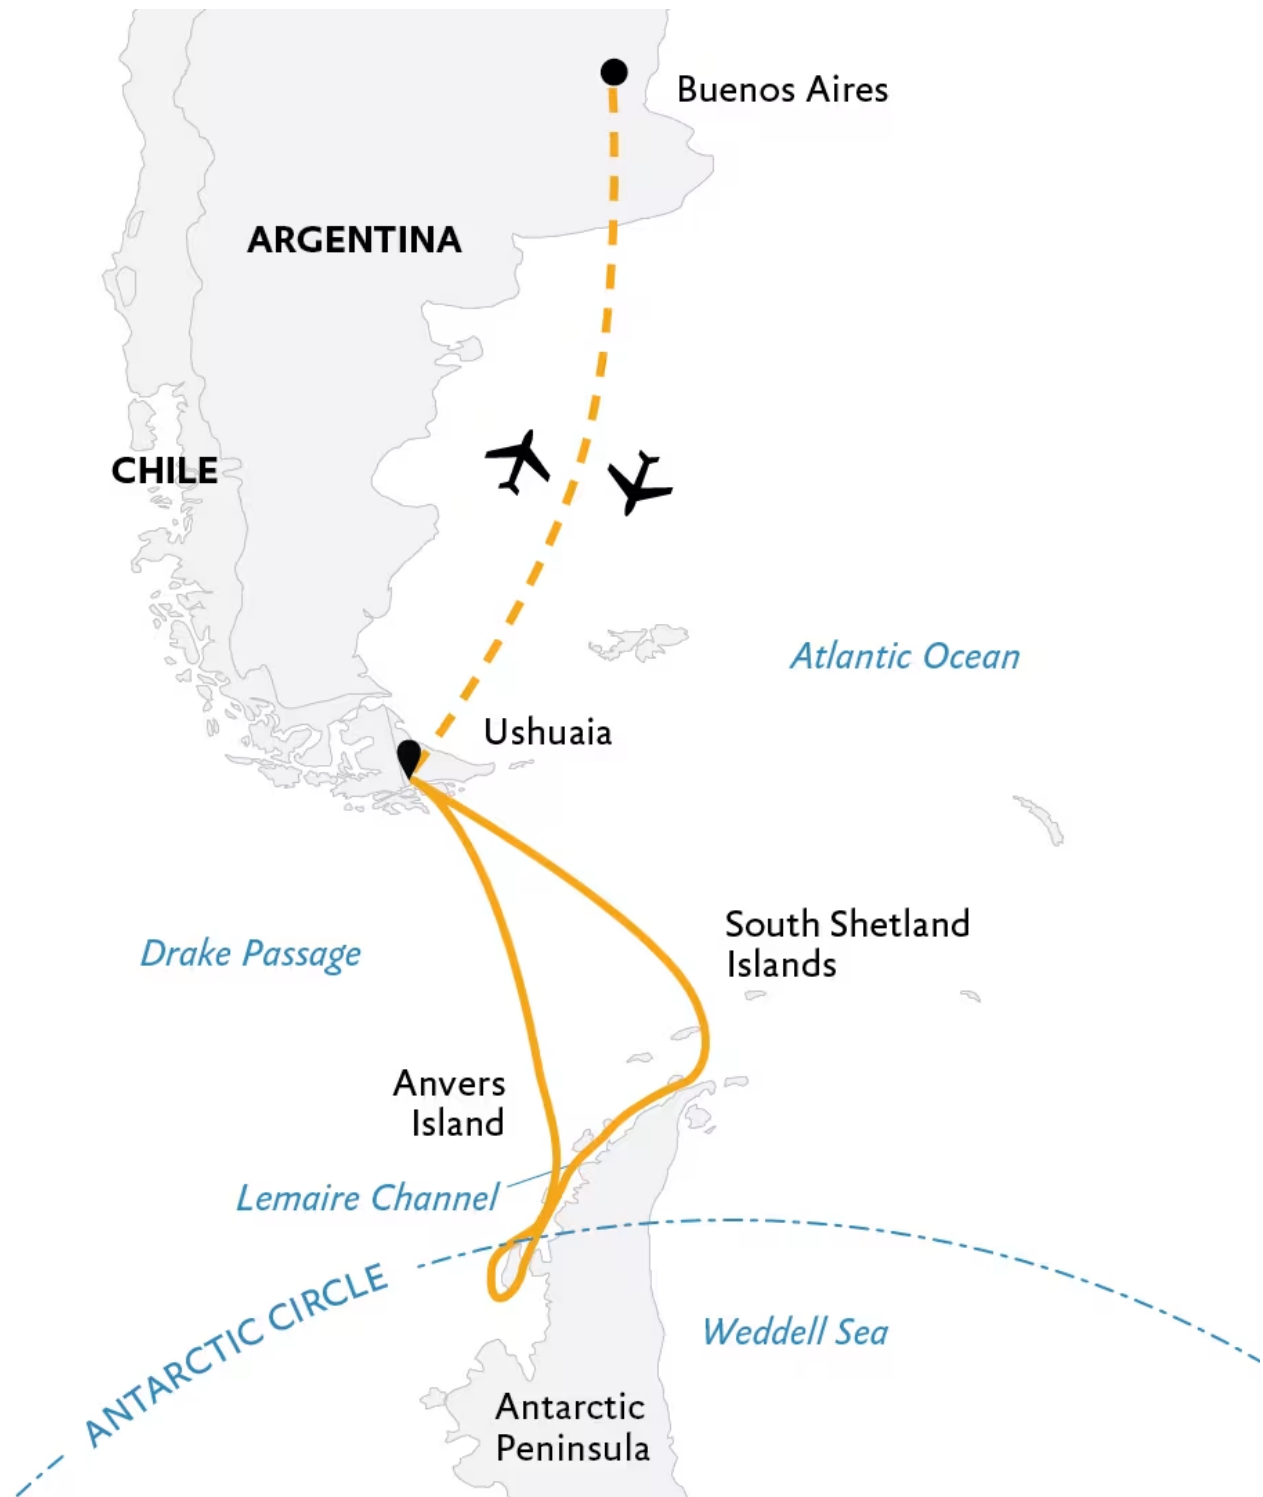 Buenos Aires
ARGENTINA
CHILE
Atlantic Ocean
Ushuaia
South Shetland
Islands
Drake Passage
Anvers
Island
Lemaire Channel
ANTARCTIC CIRCLE
Weddell Sea
Antarctic
Peninsula